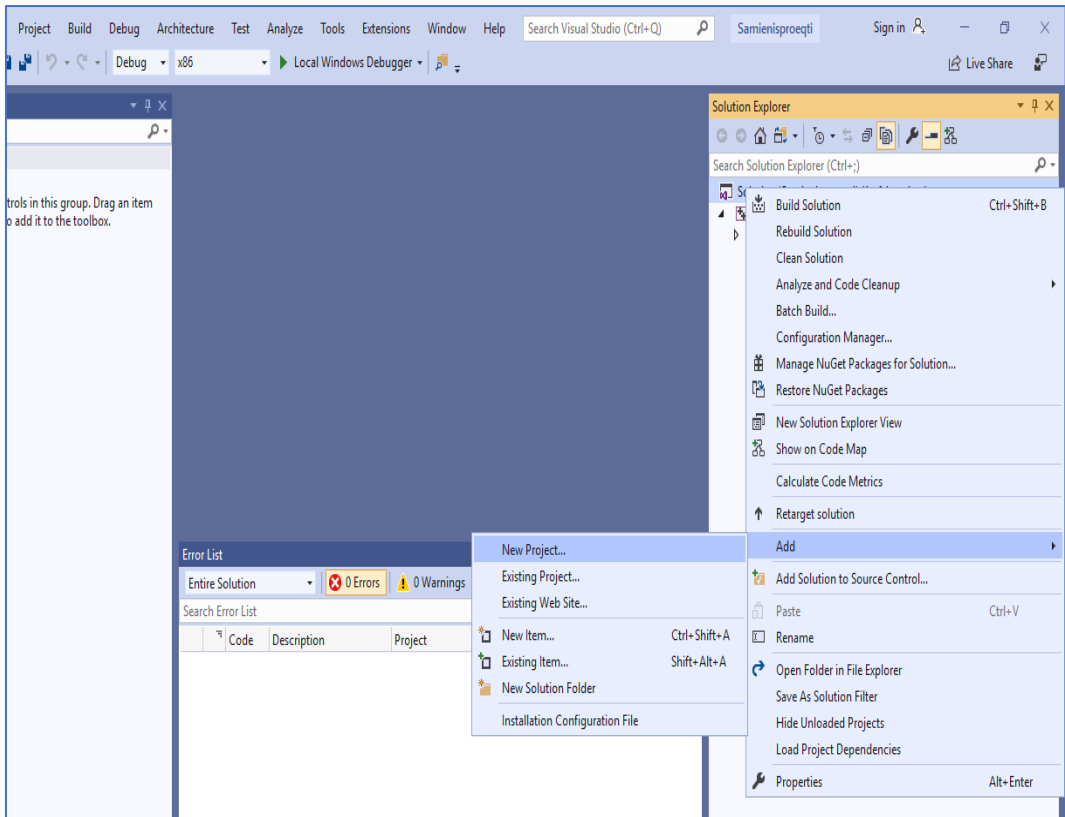 Project Build Debug Architecture Test Analyze Tools Extensions Window Help Search Visual Studio (Ctrl+Q) Samienisproeqti Sign in
Debug x86 Local Windows Debugger Live Share
Solution Explorer
Search Solution Explorer (Ctrl+;)
trols in this group. Drag an item
o add it to the toolbox.
Build Solution Ctrl+Shift+B
Rebuild Solution
Clean Solution
Analyze and Code Cleanup
Batch Build...
Configuration Manager...
Manage NuGet Packages for Solution...
Restore NuGet Packages
New Solution Explorer View
Show on Code Map
Calculate Code Metrics
Retarget solution
Add
Add Solution to Source Control...
Paste Ctrl+V
Rename
Open Folder in File Explorer
Save As Solution Filter
Hide Unloaded Projects
Load Project Dependencies
Properties Alt+Enter
New Project...
Existing Project...
Existing Web Site...
New Item... Ctrl+Shift+A
Existing Item... Shift+Alt+A
New Solution Folder
Installation Configuration File
Error List
Entire Solution 0 Errors 0 Warnings
Search Error List
Code Description Project